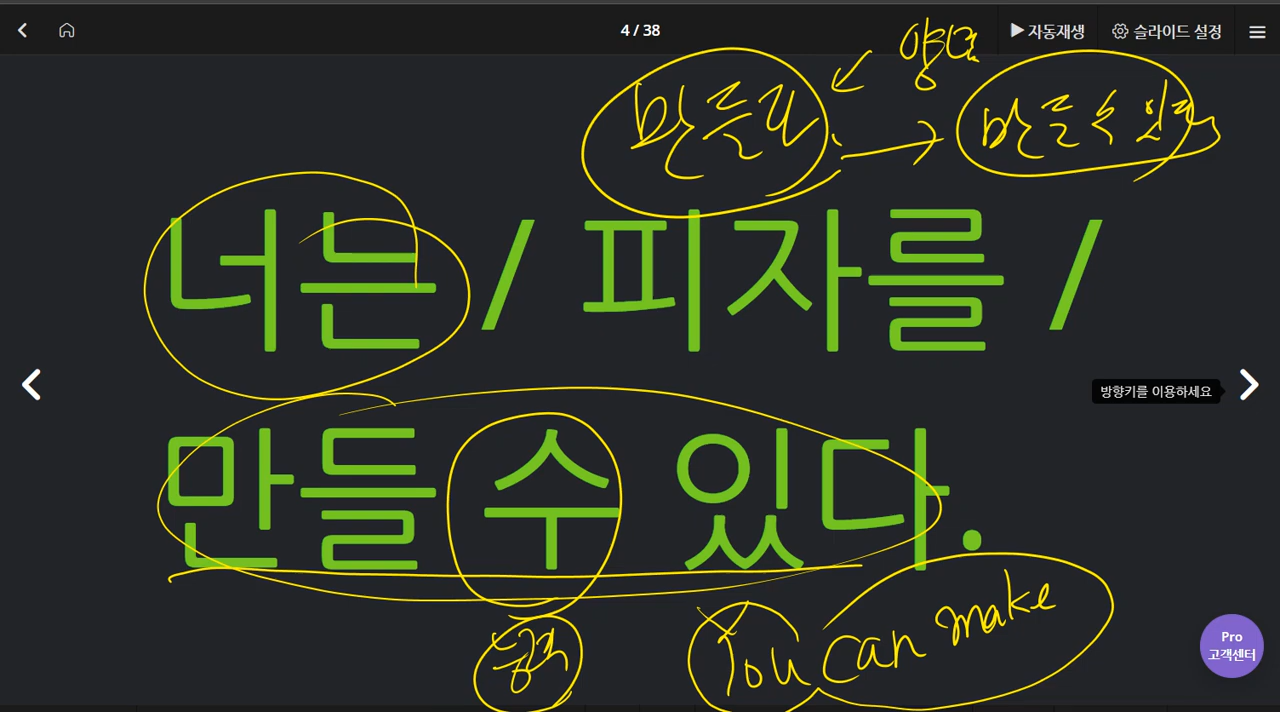 4 / 38
▶ 자동재생
슬라이드 설정
만들다
만들 수 있다
너는 / 피자를 /
방향키를 이용하세요
만들 수 있다.
You can make
능력
Pro
고객센터